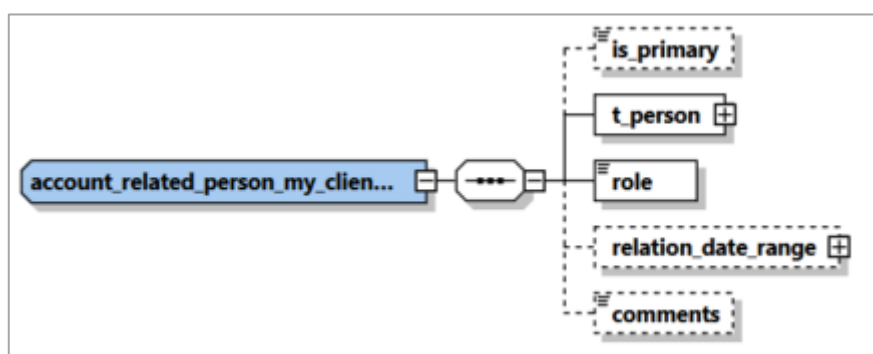 is_primary
t_person
account_related_person_my_clien...
role
relation_date_range
comments